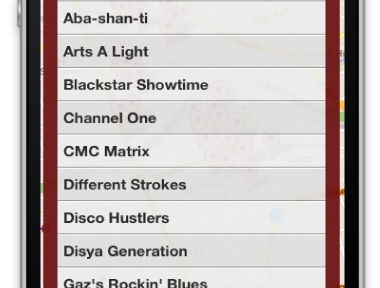 Aba-shan-ti
Arts A Light
Blackstar Showtime
Channel One
CMC Matrix
Different Strokes
Disco Hustlers
Disya Generation
Gaz's Rockin' Blues